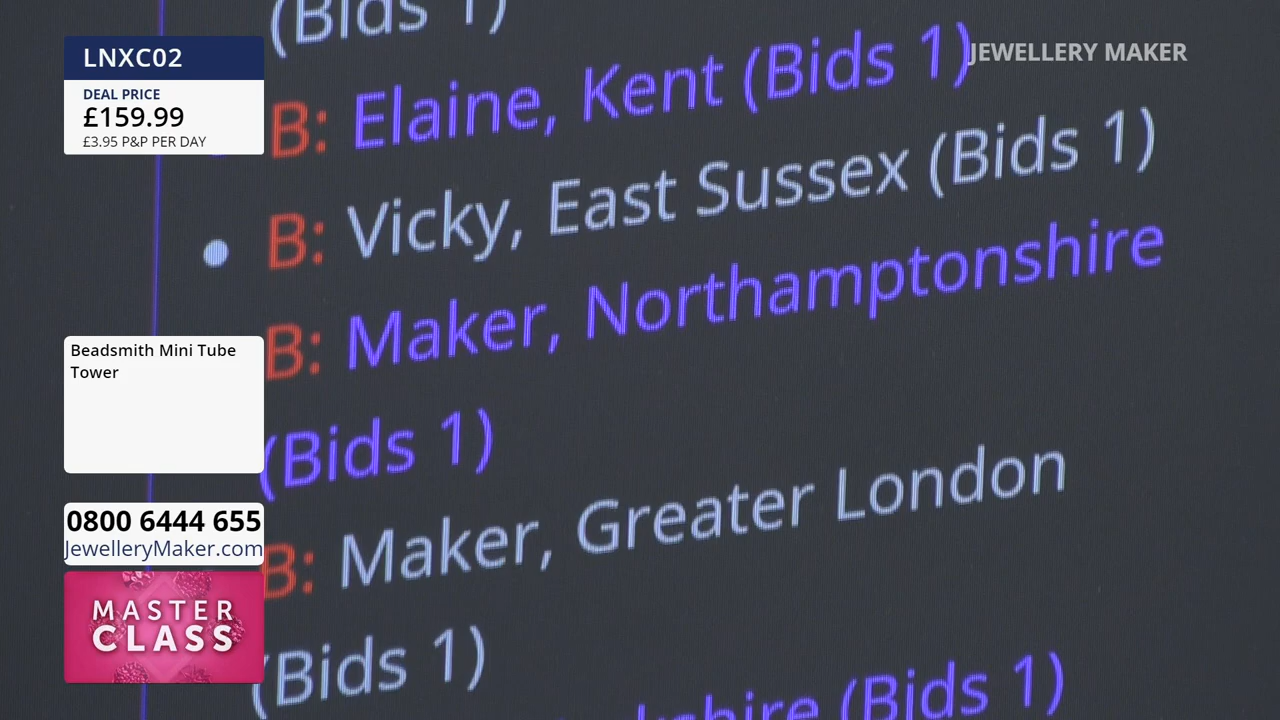 LNXC02
DEAL PRICE
£159.99
£3.95 P&P PER DAY
JEWELLERY MAKER
(Bids 1)
B: Elaine, Kent (Bids 1)
B: Vicky, East Sussex (Bids 1)
B: Maker, Northamptonshire
(Bids 1)
B: Maker, Greater London
(Bids 1)
(Bids 1)
Beadsmith Mini Tube
Tower
0800 6444 655
JewelleryMaker.com
MASTER
CLASS